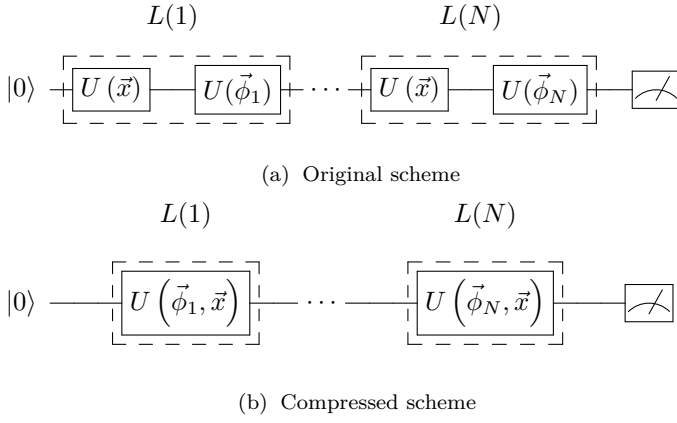 L(1) L(N)
|0⟩ U (x⃗) U(ϕ⃗₁) ··· U (x⃗) U(ϕ⃗_N)
(a) Original scheme
L(1) L(N)
|0⟩ U (ϕ⃗₁, x⃗) ··· U (ϕ⃗_N, x⃗)
(b) Compressed scheme